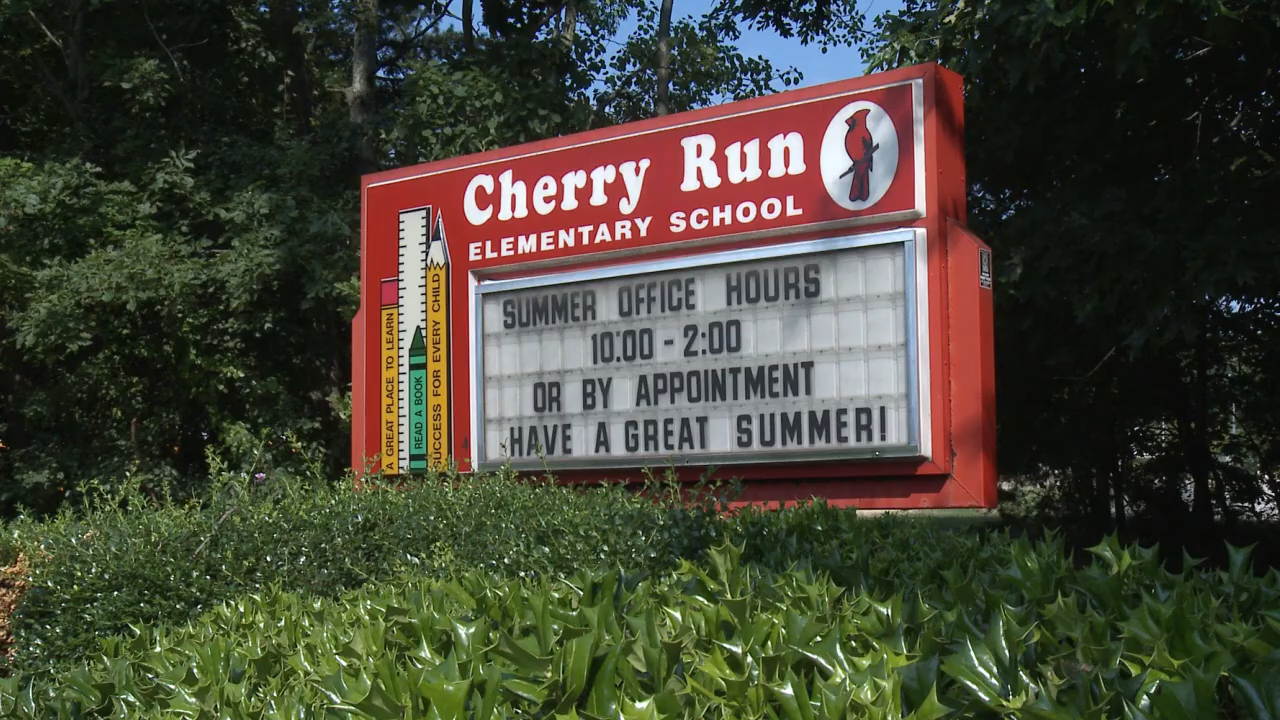 Cherry Run
ELEMENTARY SCHOOL
SUMMER OFFICE HOURS
10:00 - 2:00
OR BY APPOINTMENT
HAVE A GREAT SUMMER!
A GREAT PLACE TO LEARN
READ A BOOK
SUCCESS FOR EVERY CHILD